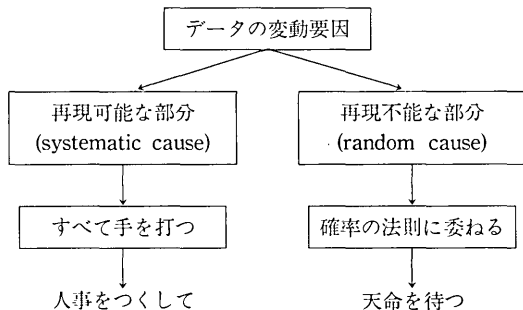 データの変動要因
再現可能な部分
(systematic cause)
再現不能な部分
(random cause)
すべて手を打つ
確率の法則に委ねる
人事をつくして
天命を待つ